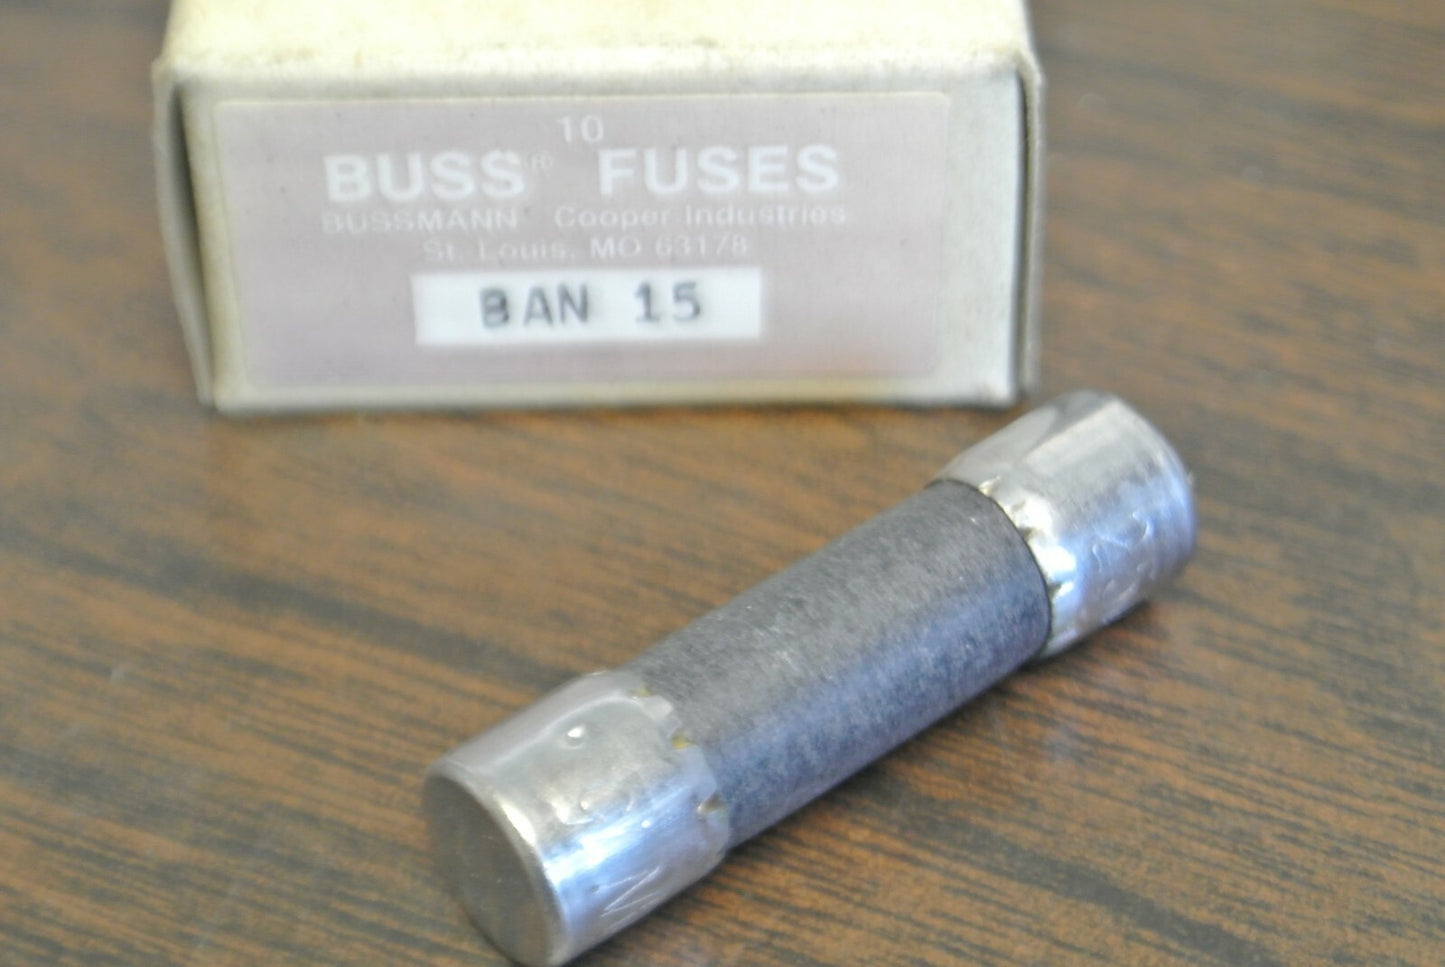 10
BUSS® FUSES
BUSSMANN Cooper Industries
St. Louis, MO 63178
BAN 15